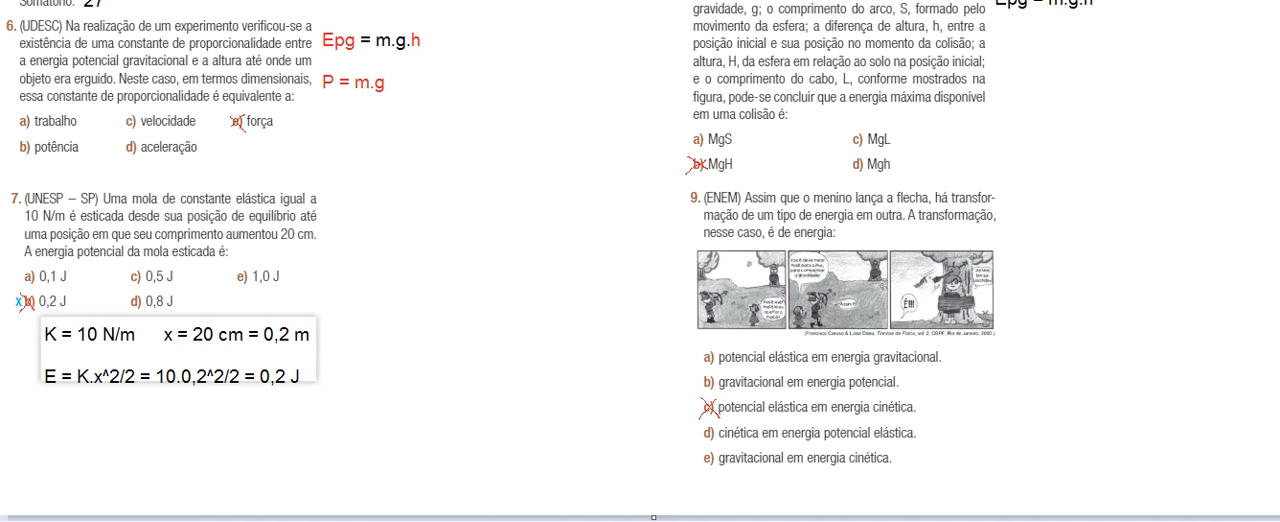 Somatório: 27
6. (UDESC) Na realização de um experimento verificou-se a
existência de uma constante de proporcionalidade entre
a energia potencial gravitacional e a altura até onde um
objeto era erguido. Neste caso, em termos dimensionais,
essa constante de proporcionalidade é equivalente a:
Epg = m.g.h
P = m.g
a) trabalho c) velocidade e) força
b) potência d) aceleração
7. (UNESP – SP) Uma mola de constante elástica igual a
10 N/m é esticada desde sua posição de equilíbrio até
uma posição em que seu comprimento aumentou 20 cm.
A energia potencial da mola esticada é:
a) 0,1 J c) 0,5 J e) 1,0 J
x b) 0,2 J d) 0,8 J
K = 10 N/m x = 20 cm = 0,2 m
E = K.x^2/2 = 10.0,2^2/2 = 0,2 J
Epg = m.g.h
gravidade, g; o comprimento do arco, S, formado pelo
movimento da esfera; a diferença de altura, h, entre a
posição inicial e sua posição no momento da colisão; a
altura, H, da esfera em relação ao solo na posição inicial;
e o comprimento do cabo, L, conforme mostrados na
figura, pode-se concluir que a energia máxima disponível
em uma colisão é:
a) MgS c) MgL
b) MgH d) Mgh
9. (ENEM) Assim que o menino lança a flecha, há transfor-
mação de um tipo de energia em outra. A transformação,
nesse caso, é de energia:
É!!!
a) potencial elástica em energia gravitacional.
b) gravitacional em energia potencial.
c) potencial elástica em energia cinética.
d) cinética em energia potencial elástica.
e) gravitacional em energia cinética.